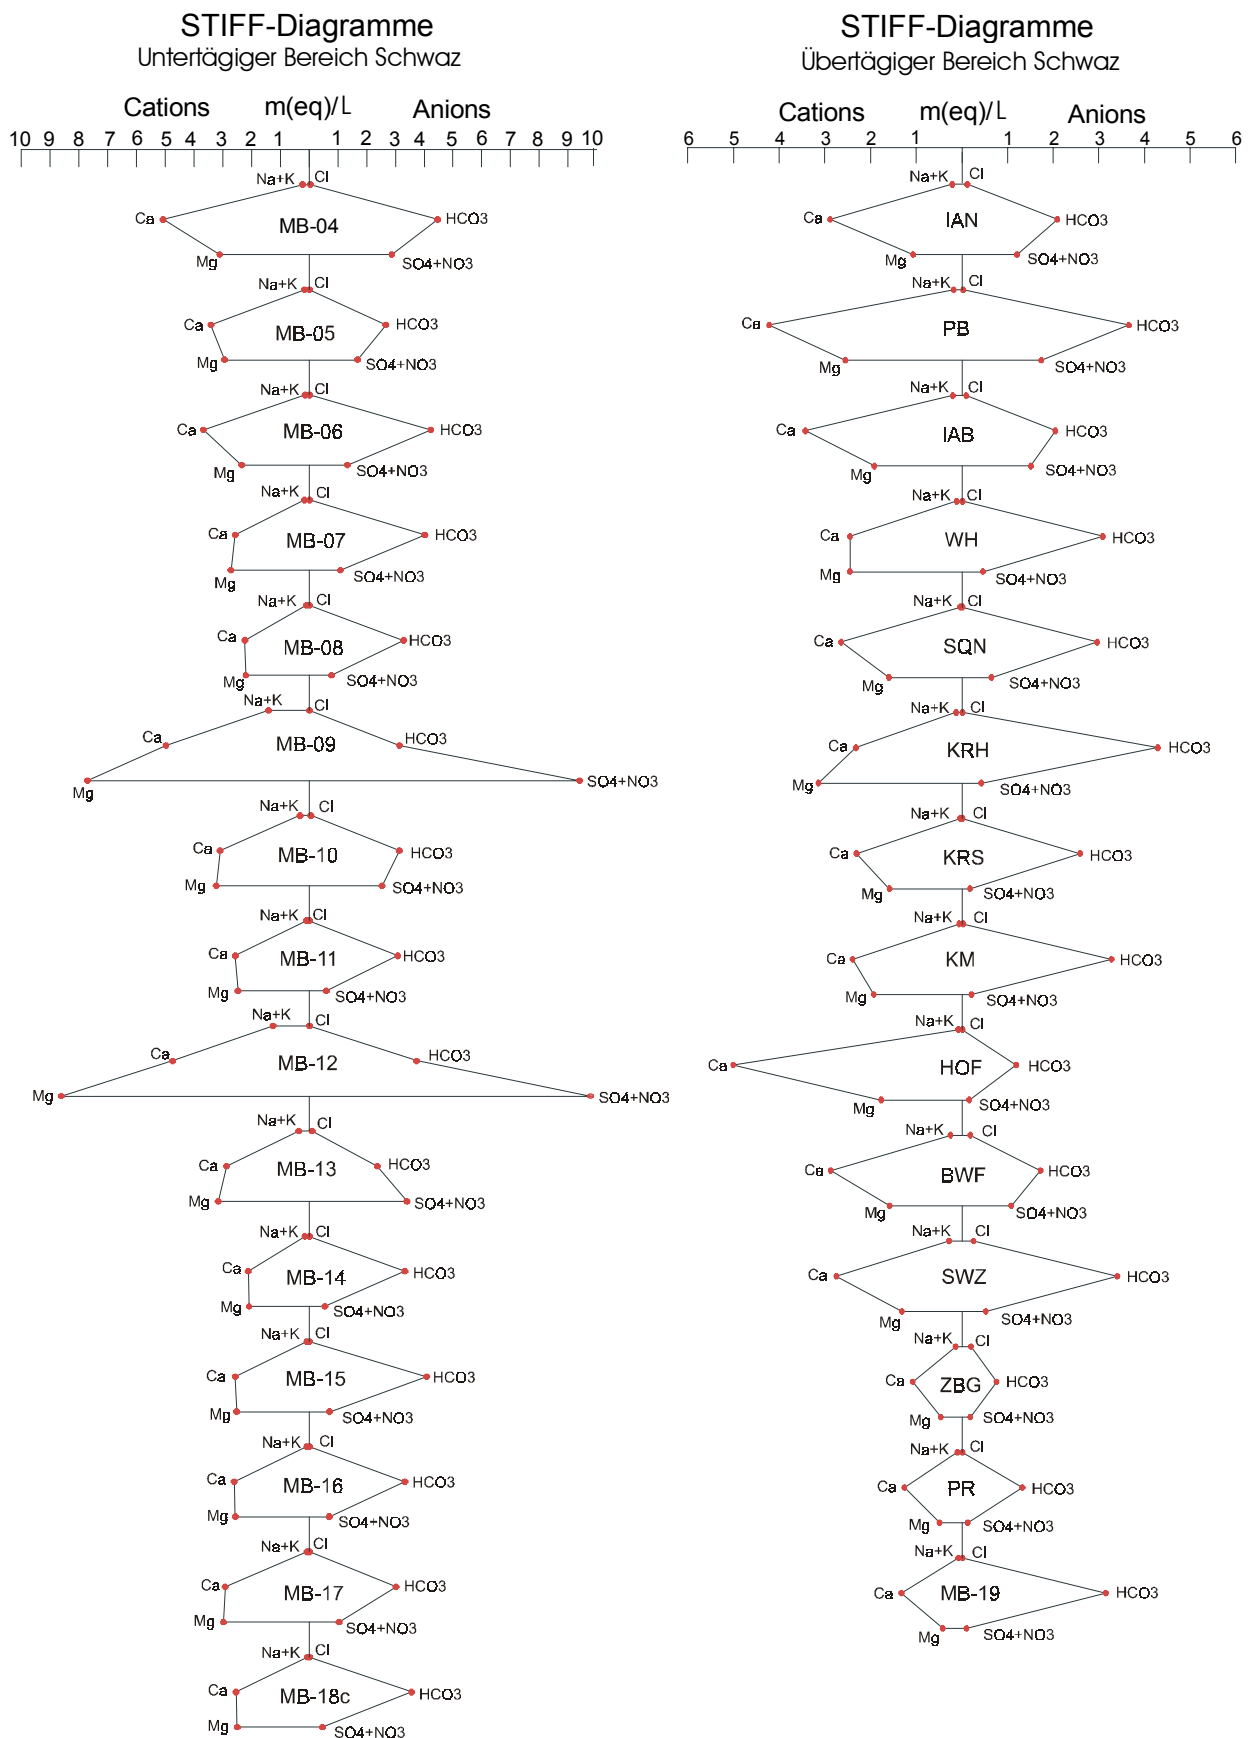 STIFF-Diagramme
Untertägiger Bereich Schwaz
Cations m(eq)/L Anions
10 9 8 7 6 5 4 3 2 1 1 2 3 4 5 6 7 8 9 10
Na+K Cl
Ca MB-04 HCO3
Mg SO4+NO3
Na+K Cl
Ca MB-05 HCO3
Mg SO4+NO3
Na+K Cl
Ca MB-06 HCO3
Mg SO4+NO3
Na+K Cl
Ca MB-07 HCO3
Mg SO4+NO3
Na+K Cl
Ca MB-08 HCO3
Mg SO4+NO3
Na+K Cl
Ca MB-09 HCO3
Mg SO4+NO3
Na+K Cl
Ca MB-10 HCO3
Mg SO4+NO3
Na+K Cl
Ca MB-11 HCO3
Mg SO4+NO3
Na+K Cl
Ca MB-12 HCO3
Mg SO4+NO3
Na+K Cl
Ca MB-13 HCO3
Mg SO4+NO3
Na+K Cl
Ca MB-14 HCO3
Mg SO4+NO3
Na+K Cl
Ca MB-15 HCO3
Mg SO4+NO3
Na+K Cl
Ca MB-16 HCO3
Mg SO4+NO3
Na+K Cl
Ca MB-17 HCO3
Mg SO4+NO3
Na+K Cl
Ca MB-18c HCO3
Mg SO4+NO3
STIFF-Diagramme
Übertägiger Bereich Schwaz
Cations m(eq)/L Anions
6 5 4 3 2 1 1 2 3 4 5 6
Na+K Cl
Ca IAN HCO3
Mg SO4+NO3
Na+K Cl
Ca PB HCO3
Mg SO4+NO3
Na+K Cl
Ca IAB HCO3
Mg SO4+NO3
Na+K Cl
Ca WH HCO3
Mg SO4+NO3
Na+K Cl
Ca SQN HCO3
Mg SO4+NO3
Na+K Cl
Ca KRH HCO3
Mg SO4+NO3
Na+K Cl
Ca KRS HCO3
Mg SO4+NO3
Na+K Cl
Ca KM HCO3
Mg SO4+NO3
Na+K Cl
Ca HOF HCO3
Mg SO4+NO3
Na+K Cl
Ca BWF HCO3
Mg SO4+NO3
Na+K Cl
Ca SWZ HCO3
Mg SO4+NO3
Na+K Cl
Ca ZBG HCO3
Mg SO4+NO3
Na+K Cl
Ca PR HCO3
Mg SO4+NO3
Na+K Cl
Ca MB-19 HCO3
Mg SO4+NO3